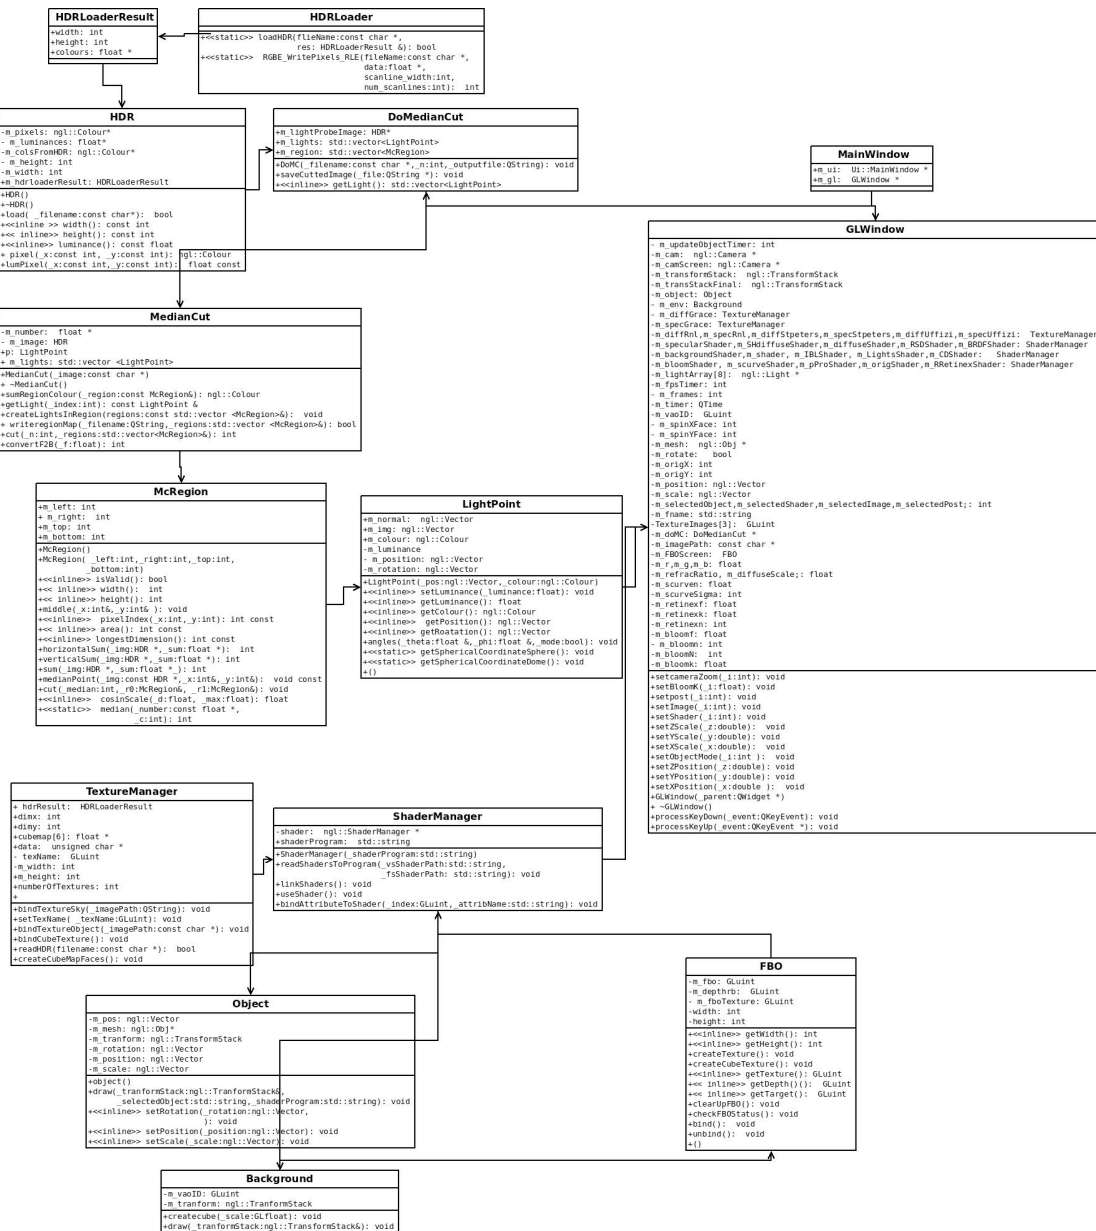 HDRLoaderResult
+width: int
+height: int
+colours: float *
HDRLoader
+<<static>> loadHDR(flieName:const char *,
res: HDRLoaderResult &): bool
+<<static>>  RGBE_WritePixels_RLE(fileName:const char *,
data:float *,
scanline_width:int,
num_scanlines:int):  int
HDR
-m_pixels: ngl::Colour*
- m_luminances: float*
-m_colsFromHDR: ngl::Colour*
- m_height: int
-m_width: int
+m_hdrloaderResult: HDRLoaderResult
+HDR()
+~HDR()
+load( _filename:const char*):  bool
+<<inline >> width(): const int
+<< inline>> height(): const int
+<<inline>> luminance(): const float
+ pixel(_x:const int, _y:const int): ngl::Colour
+lumPixel(_x:const int,_y:const int):  float const
DoMedianCut
+m_lightProbeImage: HDR*
+m_lights: std::vector<LightPoint>
+m_region: std::vector<McRegion>
+DoMC(_filename:const char *,_n:int,_outputfile:QString): void
+saveCuttedImage(_file:QString *): void
+<<inline>> getLight(): std::vector<LightPoint>
MainWindow
+m_ui:  Ui::MainWindow *
+m_gl:  GLWindow *
GLWindow
- m_updateObjectTimer: int
-m_cam:  ngl::Camera *
-m_camScreen: ngl::Camera *
-m_transformStack:  ngl::TransformStack
-m_transStackFinal:  ngl::TransformStack
-m_object: Object
- m_env: Background
- m_diffGrace: TextureManager
-m_specGrace: TextureManager
-m_diffRnl,m_specRnl,m_diffStpeters,m_specStpeters,m_diffUffizi,m_specUffizi:  TextureManager
-m_specularShader,m_SHdiffuseShader,m_diffuseShader,m_RSDShader,m_BRDFShader: ShaderManager
-m_backgroundShader,m_shader, m_IBLShader, m_LightsShader,m_CDShader:   ShaderManager
-m_bloomShader, m_scurveShader,m_pProShader,m_origShader,m_RRetinexShader: ShaderManager
-m_lightArray[8]:  ngl::Light *
-m_fpsTimer: int
- m_frames: int
-m_timer: QTime
-m_vaoID:  GLuint
- m_spinXFace: int
- m_spinYFace: int
-m_mesh:  ngl::Obj *
-m_rotate:   bool
-m_origX: int
-m_origY: int
-m_position: ngl::Vector
-m_scale: ngl::Vector
-m_selectedObject,m_selectedShader,m_selectedImage,m_selectedPost;: int
-m_fname: std::string
-TextureImages[3]:  GLuint
-m_doMC: DoMedianCut *
-m_imagePath: const char *
-m_FBOScreen:  FBO
-m_r,m_g,m_b: float
-m_refracRatio, m_diffuseScale;: float
-m_scurven: float
-m_scurveSigma: int
-m_retinexf: float
-m_retinexk: float
-m_retinexn: int
-m_bloomf: float
- m_bloomn: int
-m_bloomN:  int
-m_bloomk: float
+setcameraZoom(_i:int): void
+setBloomK(_i:float): void
+setpost(_i:int): void
+setImage(_i:int): void
+setShader(_i:int): void
+setZScale(_z:double):  void
+setYScale(_y:double): void
+setXScale(_x:double):  void
+setObjectMode(_i:int ):  void
+setZPosition(_z:double): void
+setYPosition(_y:double): void
+setXPosition(_x:double ):  void
+GLWindow(_parent:QWidget *)
+ ~GLWindow()
+processKeyDown(_event:QKeyEvent): void
+processKeyUp(_event:QKeyEvent *): void
MedianCut
-m_number:  float *
- m_image: HDR
+p: LightPoint
+ m_lights: std::vector <LightPoint>
+MedianCut(_image:const char *)
+ ~MedianCut()
+sumRegionColour(_region:const McRegion&): ngl::Colour
+getLight(_index:int): const LightPoint &
+createLightsInRegion(regions:const std::vector <McRegion>&):  void
+ writeregionMap(_filename:QString,_regions:std::vector <McRegion>&): bool
+cut(_n:int,_regions:std::vector<McRegion>&): int
+convertF2B(_f:float): int
McRegion
+m_left: int
+ m_right:  int
+m_top: int
+m_bottom: int
+McRegion()
+McRegion( _left:int,_right:int,_top:int,
_bottom:int)
+<<inline>> isValid(): bool
+<< inline>> width():  int
+<< inline>> height(): int
+middle(_x:int&,_y:int& ): void
+<<inline>>  pixelIndex(_x:int,_y:int): int const
+<< inline>> area(): int const
+<<inline>> longestDimension(): int const
+horizontalSum(_img:HDR *,_sum:float *):  int
+verticalSum(_img:HDR *,_sum:float *): int
+sum(_img:HDR *,_sum:float *_): int
+medianPoint(_img:const HDR *,_x:int&,_y:int&):  void const
+cut(_median:int,_r0:McRegion&, _r1:McRegion&): void
+<<inline>>  cosinScale(_d:float, _max:float): float
+<<static>>  median(_number:const float *,
_c:int): int
LightPoint
+m_normal:  ngl::Vector
+m_img: ngl::Vector
+m_colour: ngl::Colour
-m_luminance
- m_position: ngl::Vector
-m_rotation: ngl::Vector
+LightPoint(_pos:ngl::Vector,_colour:ngl::Colour)
+<<inline>> setLuminance(_luminance:float): void
+<<inline>> getLuminance(): float
+<<inline>> getColour(): ngl::Colour
+<<inline>>  getPosition(): ngl::Vector
+<<inline>> getRoatation(): ngl::Vector
+angles(_theta:float &,_phi:float &,_mode:bool): void
+<<static>> getSphericalCoordinateSphere(): void
+<<static>> getSphericalCoordinateDome(): void
+()
TextureManager
+ hdrResult:  HDRLoaderResult
+dimx: int
+dimy: int
+cubemap[6]: float *
+data:  unsigned char *
- texName:  GLuint
-m_width: int
+m_height: int
+numberOfTextures: int
+
+bindTextureSky(_imagePath:QString): void
+setTexName( _texName:GLuint): void
+bindTextureObject(_imagePath:const char *): void
+bindCubeTexture(): void
+readHDR(filename:const char *):  bool
+createCubeMapFaces(): void
ShaderManager
-shader:  ngl::ShaderManager *
+shaderProgram:  std::string
+ShaderManager(_shaderProgram:std::string)
+readShadersToProgram(_vsShaderPath:std::string,
_fsShaderPath: std::string): void
+linkShaders(): void
+useShader(): void
+bindAttributeToShader(_index:GLuint,_attribName:std::string): void
FBO
-m_fbo: GLuint
-m_depthrb:  GLuint
- m_fboTexture: GLuint
-width: int
-height: int
+<<inline>> getWidth(): int
+<<inline>> getHeight(): int
+createTexture(): void
+createCubeTexture(): void
+<<inline>> getTexture(): GLuint
+<< inline>> getDepth()():  GLuint
+<< inline>> getTarget():  GLuint
+clearUpFBO(): void
+checkFBOStatus(): void
+bind():  void
+unbind():  void
+()
Object
-m_pos: ngl::Vector
-m_mesh: ngl::Obj*
-m_tranform: ngl::TransformStack
-m_rotation: ngl::Vector
-m_position: ngl::Vector
-m_scale: ngl::Vector
+object()
+draw(_tranformStack:ngl::TranformStack&,
_selectedObject:std::string,_shaderProgram:std::string): void
+<<inline>> setRotation(_rotation:ngl::Vector,
): void
+<<inline>> setPosition(_position:ngl::Vector): void
+<<inline>> setScale(_scale:ngl::Vector): void
Background
-m_vaoID: GLuint
-m_tranform: ngl::TranformStack
+createcube(_scale:GLfloat): void
+draw(_tranformStack:ngl::TransformStack&): void